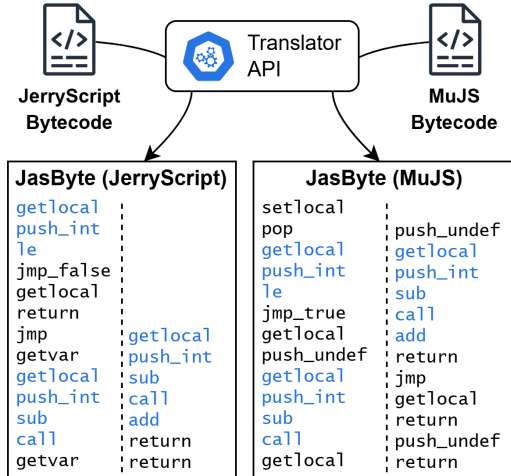 </>
</>
Translator
API
JerryScript
Bytecode
MuJS
Bytecode
JasByte (JerryScript)
getlocal
push_int
le
jmp_false
getlocal
return
jmp
getvar
getlocal
push_int
sub
call
getvar
getlocal
push_int
sub
call
add
return
return
JasByte (MuJS)
setlocal
pop
getlocal
push_int
le
jmp_true
getlocal
push_undef
getlocal
push_int
sub
call
getlocal
push_undef
getlocal
push_int
sub
call
add
return
jmp
getlocal
return
push_undef
return